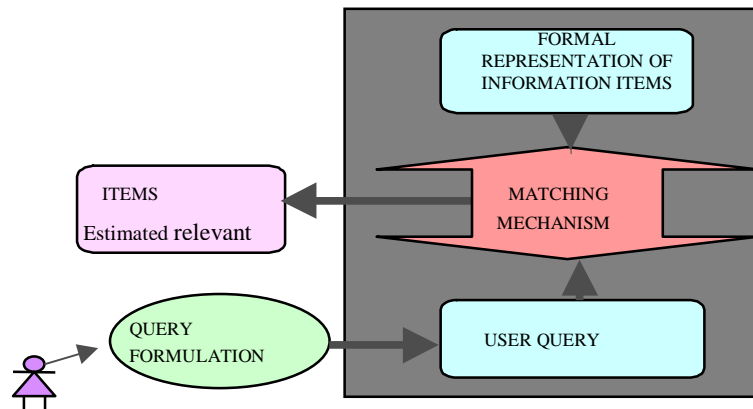 FORMAL
REPRESENTATION OF
INFORMATION ITEMS
ITEMS
Estimated relevant
MATCHING
MECHANISM
QUERY
FORMULATION
USER QUERY